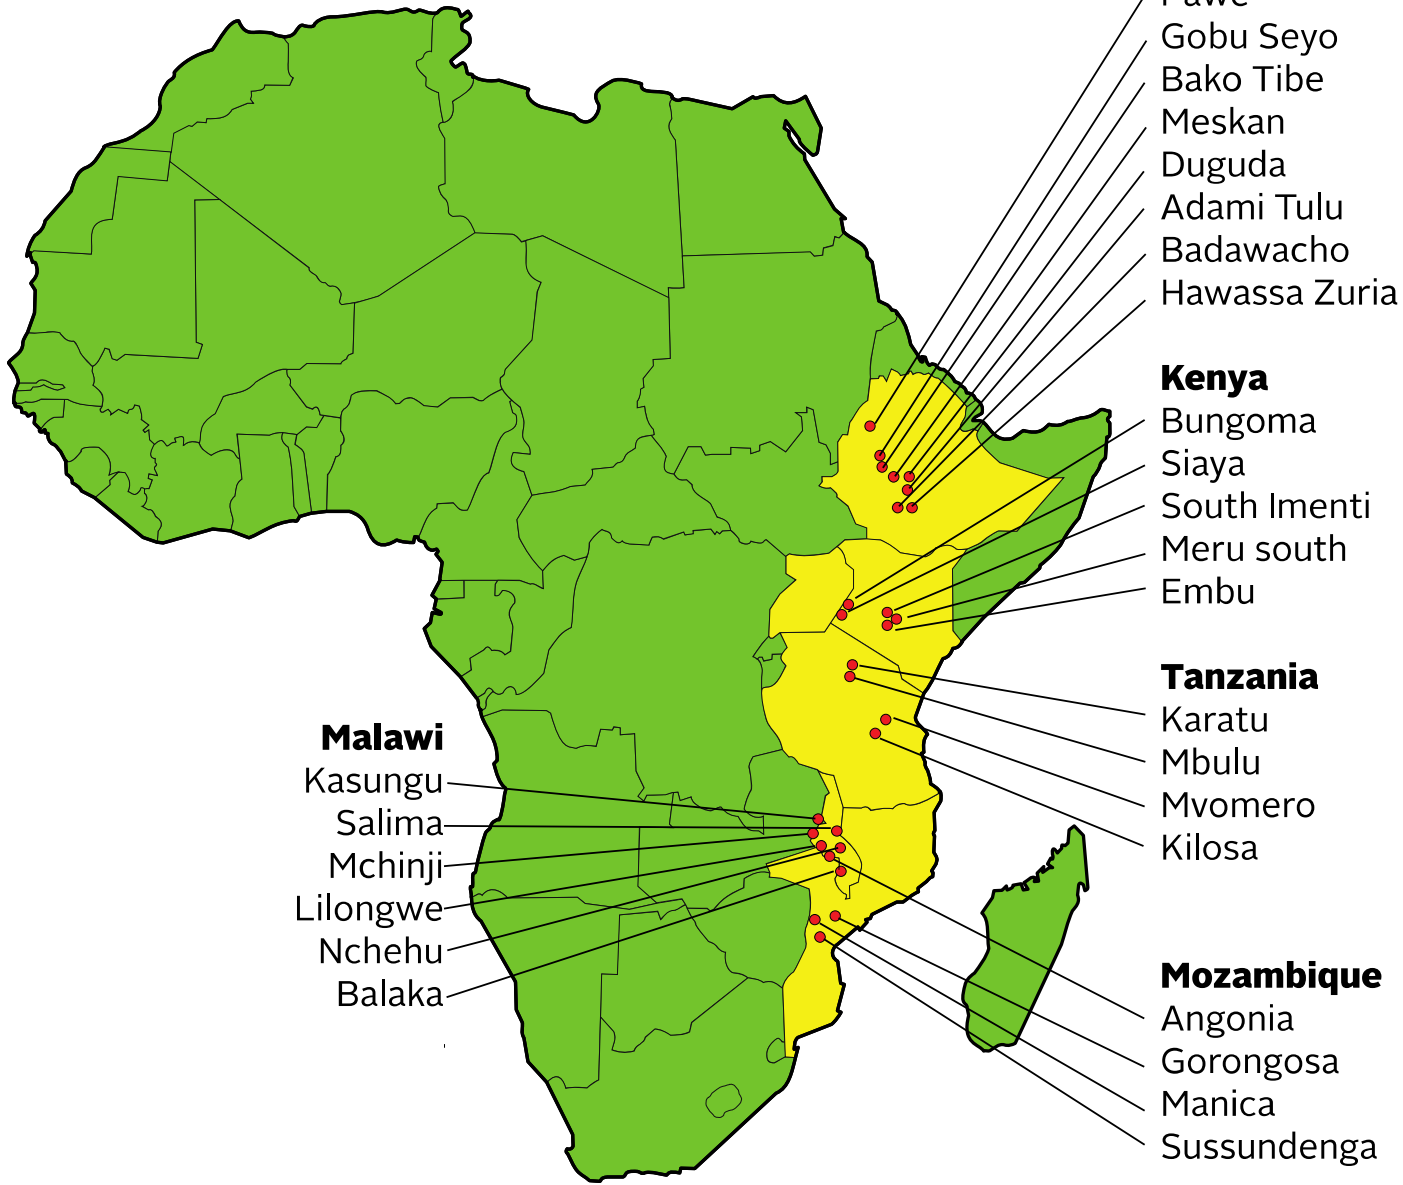 Gobu Seyo
Bako Tibe
Meskan
Duguda
Adami Tulu
Badawacho
Hawassa Zuria
Kenya
Bungoma
Siaya
South Imenti
Meru south
Embu
Tanzania
Karatu
Mbulu
Mvomero
Kilosa
Malawi
Kasungu
Salima
Mchinji
Lilongwe
Nchehu
Balaka
Mozambique
Angonia
Gorongosa
Manica
Sussundenga